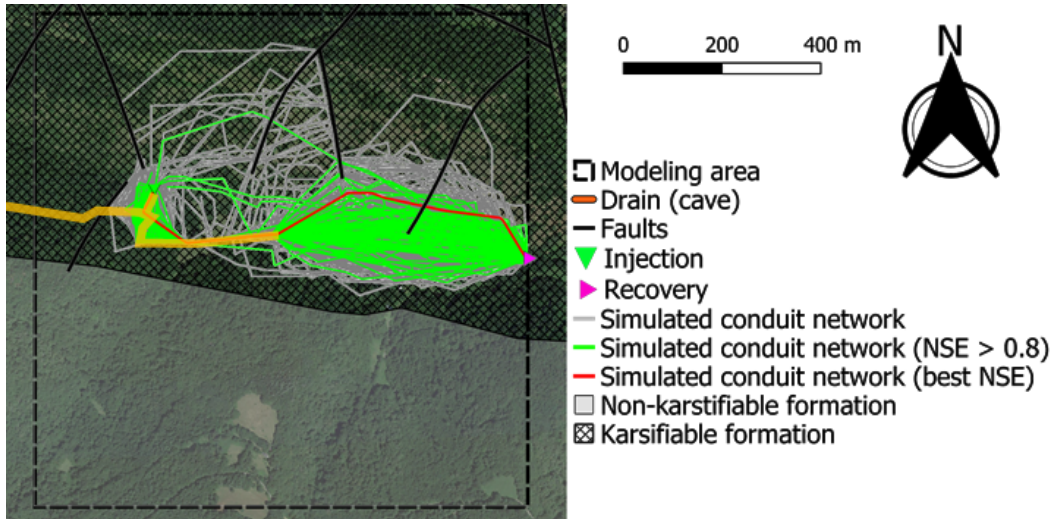 0 200 400 m
N
Modeling area
Drain (cave)
Faults
Injection
Recovery
Simulated conduit network
Simulated conduit network (NSE > 0.8)
Simulated conduit network (best NSE)
Non-karstifiable formation
Karsifiable formation